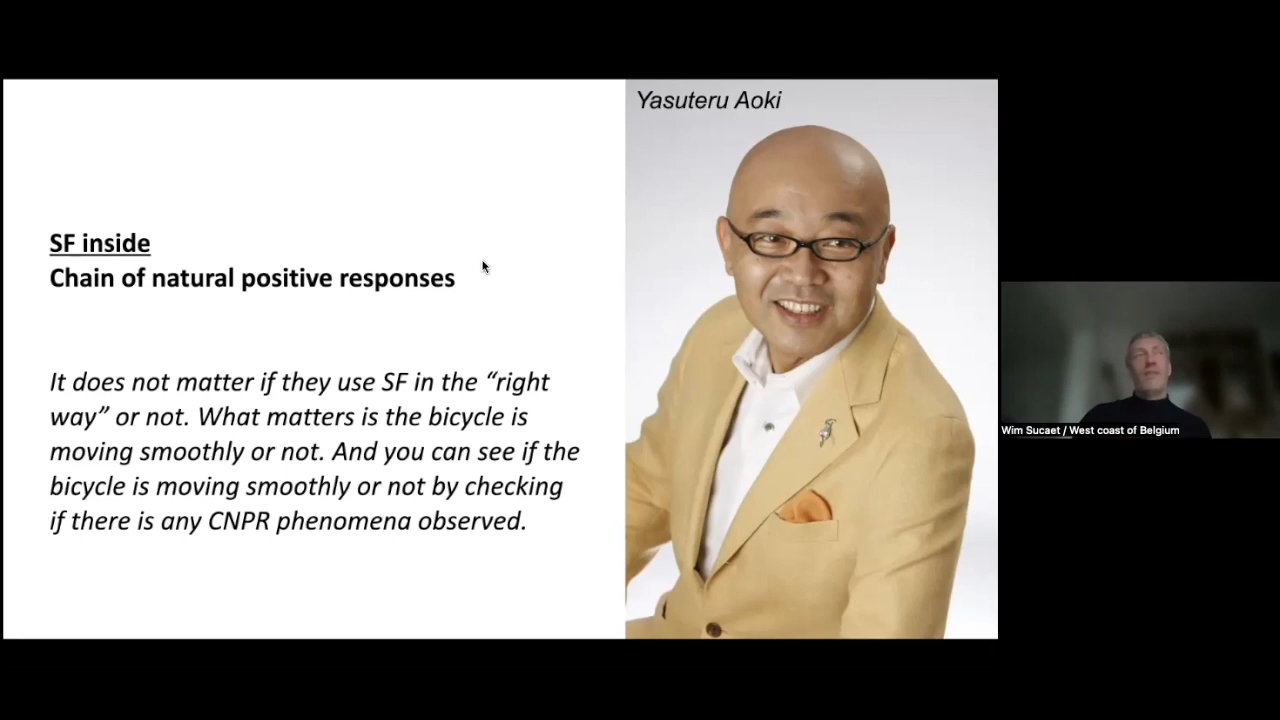 Yasuteru Aoki
SF inside
Chain of natural positive responses
It does not matter if they use SF in the “right
way” or not. What matters is the bicycle is
moving smoothly or not. And you can see if the
bicycle is moving smoothly or not by checking
if there is any CNPR phenomena observed.
Wim Sucaet / West coast of Belgium